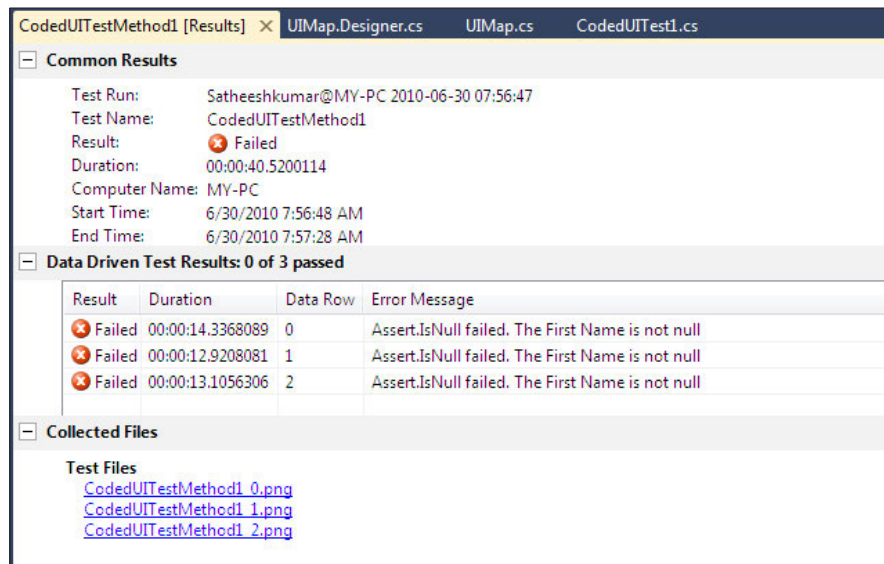 CodedUITestMethod1 [Results] UIMap.Designer.cs UIMap.cs CodedUITest1.cs
Common Results
Test Run: Satheeshkumar@MY-PC 2010-06-30 07:56:47
Test Name: CodedUITestMethod1
Result: Failed
Duration: 00:00:40.5200114
Computer Name: MY-PC
Start Time: 6/30/2010 7:56:48 AM
End Time: 6/30/2010 7:57:28 AM
Data Driven Test Results: 0 of 3 passed
Result Duration Data Row Error Message
Failed 00:00:14.3368089 0 Assert.IsNull failed. The First Name is not null
Failed 00:00:12.9208081 1 Assert.IsNull failed. The First Name is not null
Failed 00:00:13.1056306 2 Assert.IsNull failed. The First Name is not null
Collected Files
Test Files
CodedUITestMethod1_0.png
CodedUITestMethod1_1.png
CodedUITestMethod1_2.png